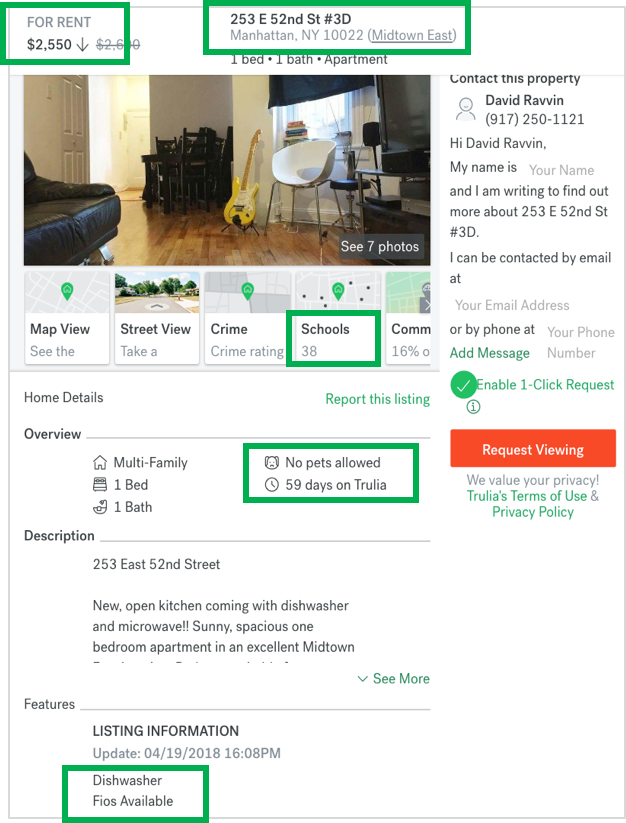 FOR RENT
$2,550 ↓ $2,600
253 E 52nd St #3D
Manhattan, NY 10022 (Midtown East)
1 bed • 1 bath • Apartment
See 7 photos
Map View
See the
Street View
Take a
Crime
Crime rating
Schools
38
Comm
16% o
Home Details
Report this listing
Overview
Multi-Family
1 Bed
1 Bath
No pets allowed
59 days on Trulia
Description
253 East 52nd Street
New, open kitchen coming with dishwasher
and microwave!! Sunny, spacious one
bedroom apartment in an excellent Midtown
See More
Features
LISTING INFORMATION
Update: 04/19/2018 16:08PM
Dishwasher
Fios Available
Contact this property
David Ravvin
(917) 250-1121
Hi David Ravvin,
My name is Your Name
and I am writing to find out
more about 253 E 52nd St
#3D.
I can be contacted by email
at
Your Email Address
or by phone at Your Phone
Number
Add Message
Enable 1-Click Request
Request Viewing
We value your privacy!
Trulia's Terms of Use &
Privacy Policy